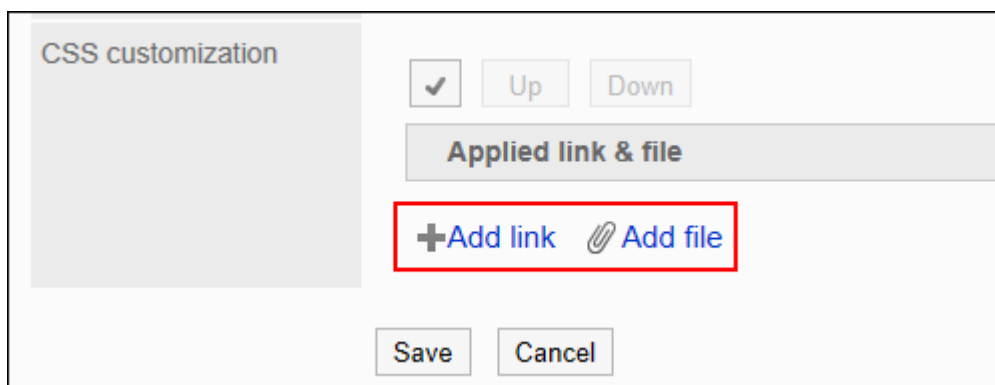 CSS customization
Up Down
Applied link & file
Add link Add file
Save Cancel